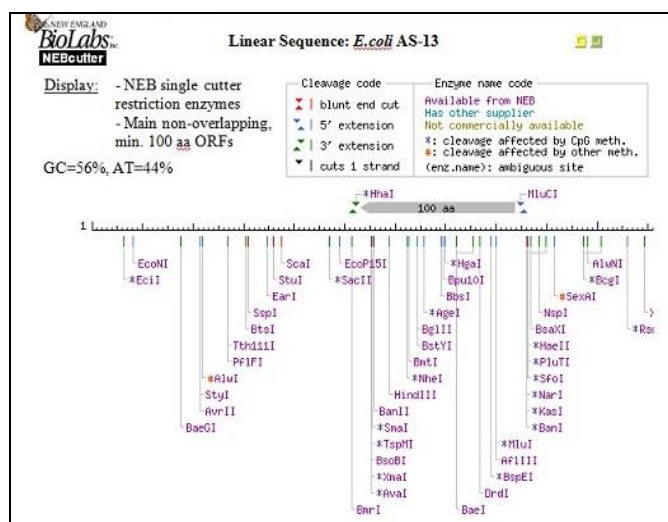 NEW ENGLAND
BioLabs Inc.
NEBcutter
Linear Sequence: E.coli AS-13
Display: - NEB single cutter
restriction enzymes
- Main non-overlapping,
min. 100 aa ORFs
GC=56%, AT=44%
Cleavage code
blunt end cut
5' extension
3' extension
cuts 1 strand
Enzyme name code
Available from NEB
Has other supplier
Not commercially available
*: cleavage affected by CpG meth.
#: cleavage affected by other meth.
(enz.name): ambiguous site
*HhaI
MluCI
100 aa
1
EcoNI
ScaI
EcoP15I
*HgaI
AlwNI
*EciI
StuI
*SacII
Bpu10I
*BcgI
EarI
BbsI
#SexAI
SspI
*AgeI
NspI
BtsI
BglII
BsaXI
Tth111I
BstYI
*HaeII
PflFI
BmtI
*PluTI
#AlwI
*NheI
*SfoI
StyI
HindIII
*NarI
AvrII
BanII
*KasI
BaeGI
*SmaI
*BanI
*TspMI
*MluI
BsoBI
AflIII
*XmaI
*BspEI
*AvaI
DrdI
BmrI
BaeI